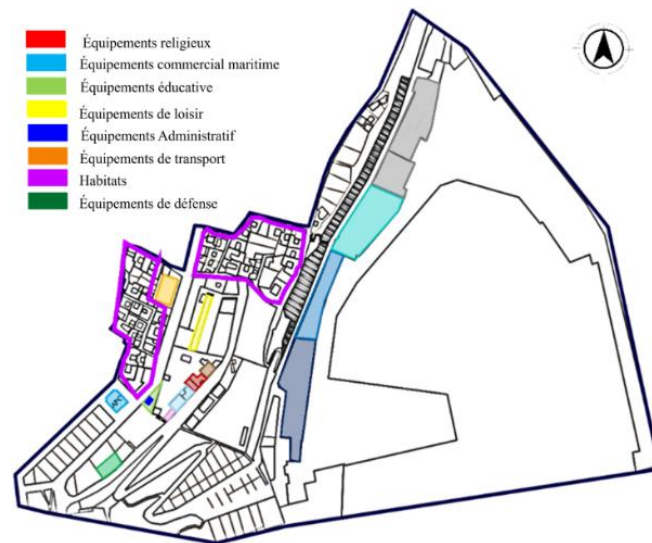 Équipements religieux
Équipements commercial maritime
Équipements éducative
Équipements de loisir
Équipements Administratif
Équipements de transport
Habitats
Équipements de défense